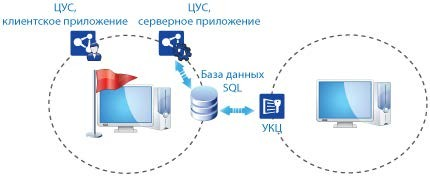 ЦУС,
клиентское приложение
ЦУС,
серверное приложение
База данных
SQL
УКЦ